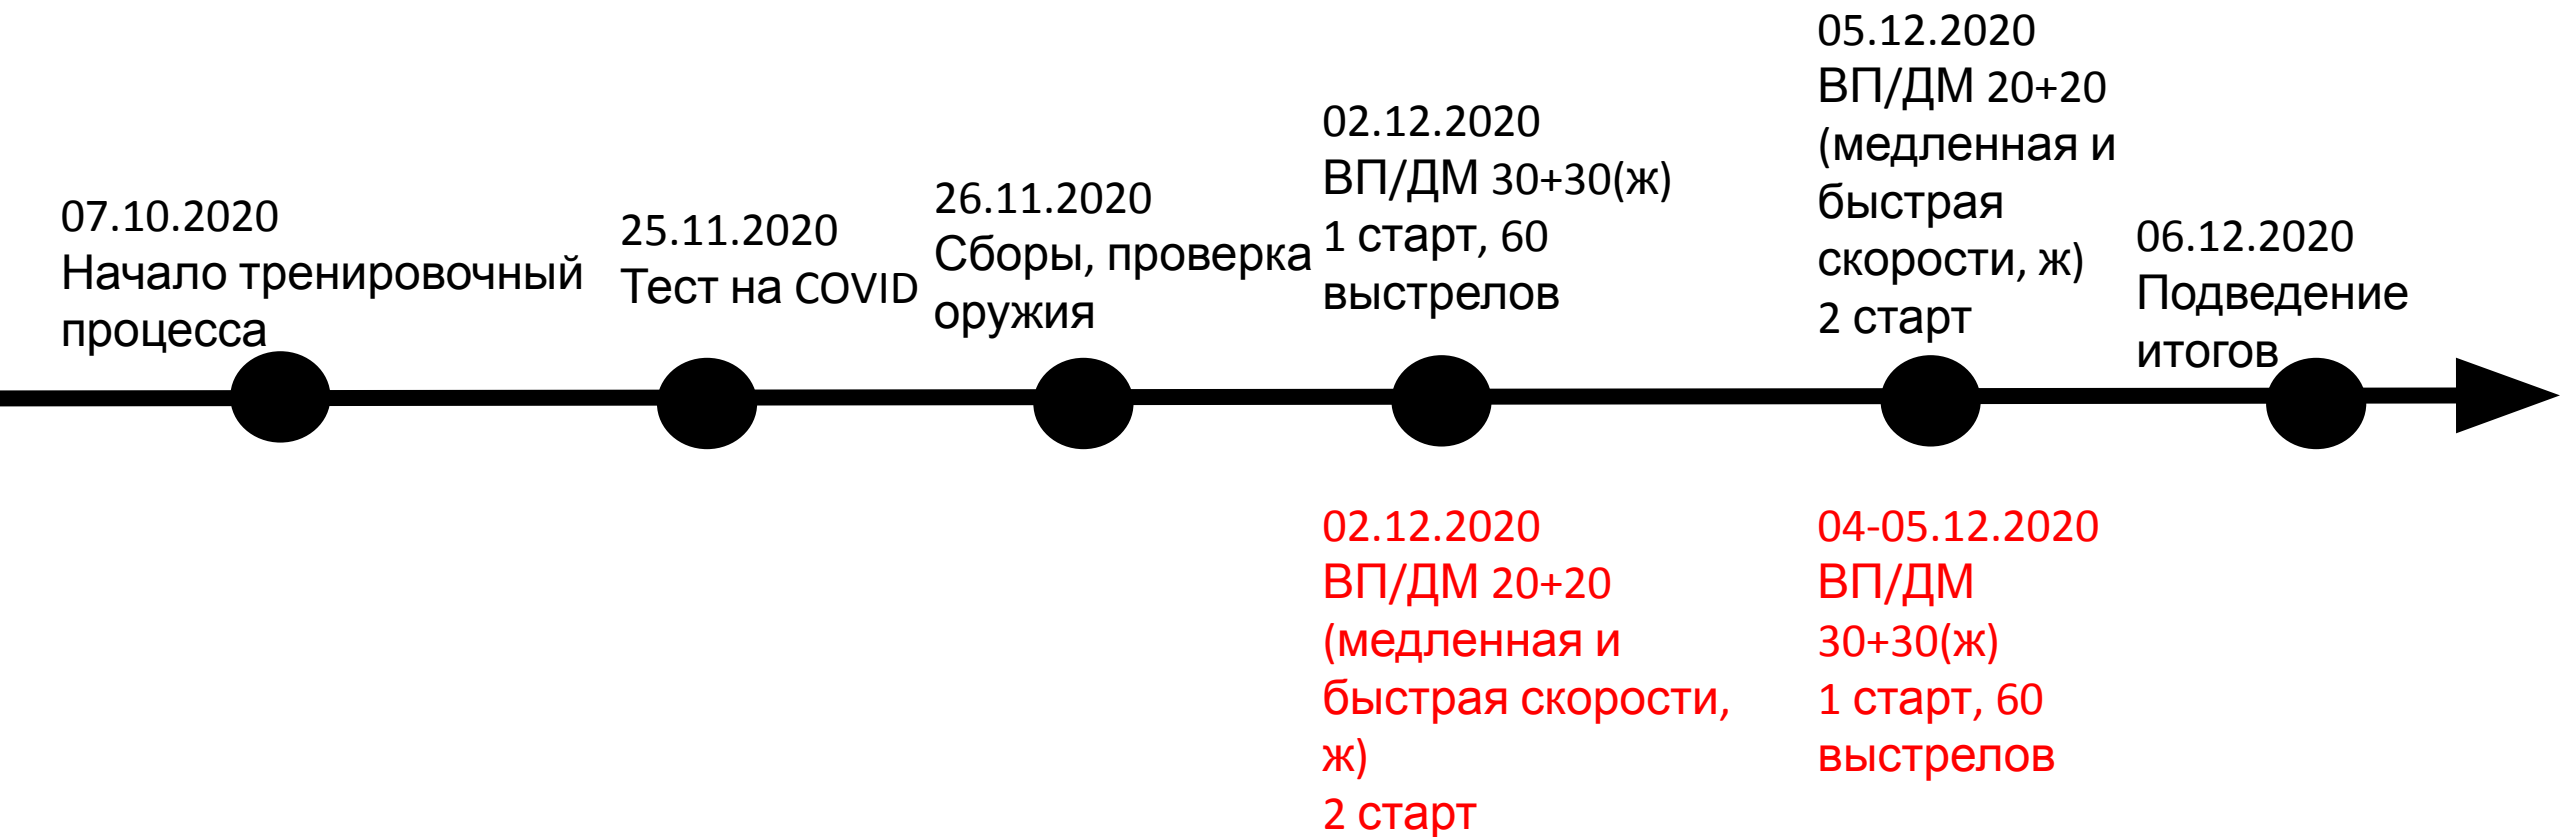 07.10.2020
Начало тренировочный
процесса
25.11.2020
Тест на COVID
26.11.2020
Сборы, проверка
оружия
02.12.2020
ВП/ДМ 30+30(ж)
1 старт, 60
выстрелов
05.12.2020
ВП/ДМ 20+20
(медленная и
быстрая
скорости, ж)
2 старт
06.12.2020
Подведение
итогов
02.12.2020
ВП/ДМ 20+20
(медленная и
быстрая скорости,
ж)
2 старт
04-05.12.2020
ВП/ДМ
30+30(ж)
1 старт, 60
выстрелов